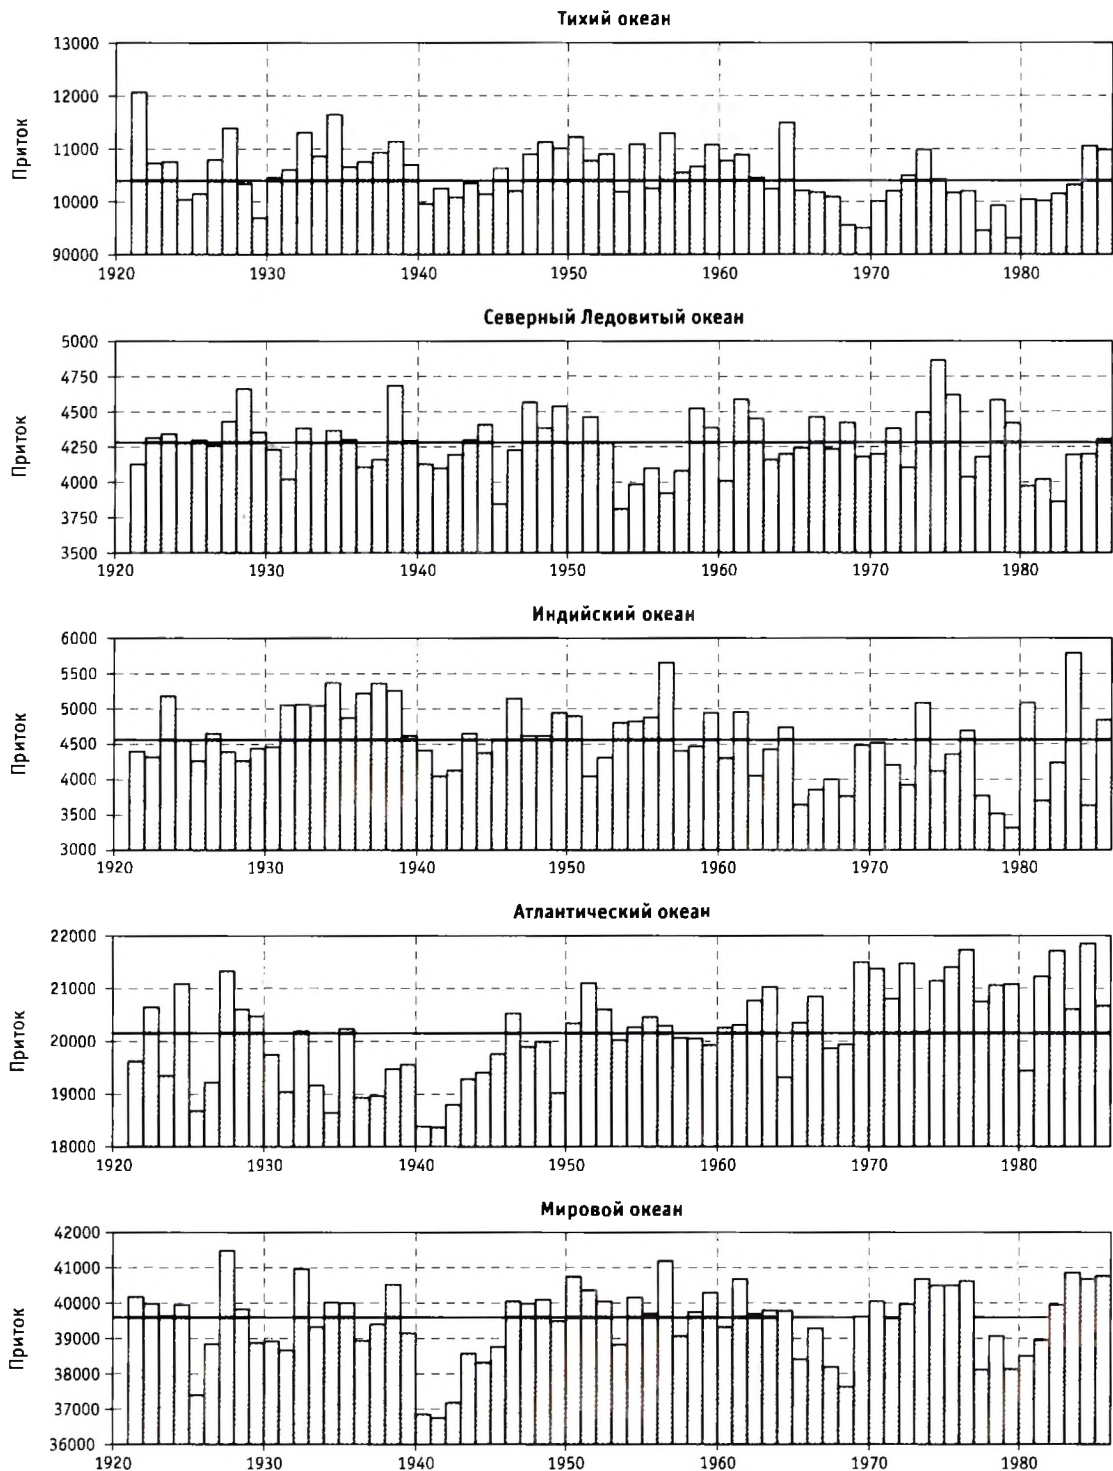 Тихий океан
Приток
13000
12000
11000
10000
90000
1920 1930 1940 1950 1960 1970 1980
Северный Ледовитый океан
Приток
5000
4750
4500
4250
4000
3750
3500
1920 1930 1940 1950 1960 1970 1980
Индийский океан
Приток
6000
5500
5000
4500
4000
3500
3000
1920 1930 1940 1950 1960 1970 1980
Атлантический океан
Приток
22000
21000
20000
19000
18000
1920 1930 1940 1950 1960 1970 1980
Мировой океан
Приток
42000
41000
40000
39000
38000
37000
36000
1920 1930 1940 1950 1960 1970 1980